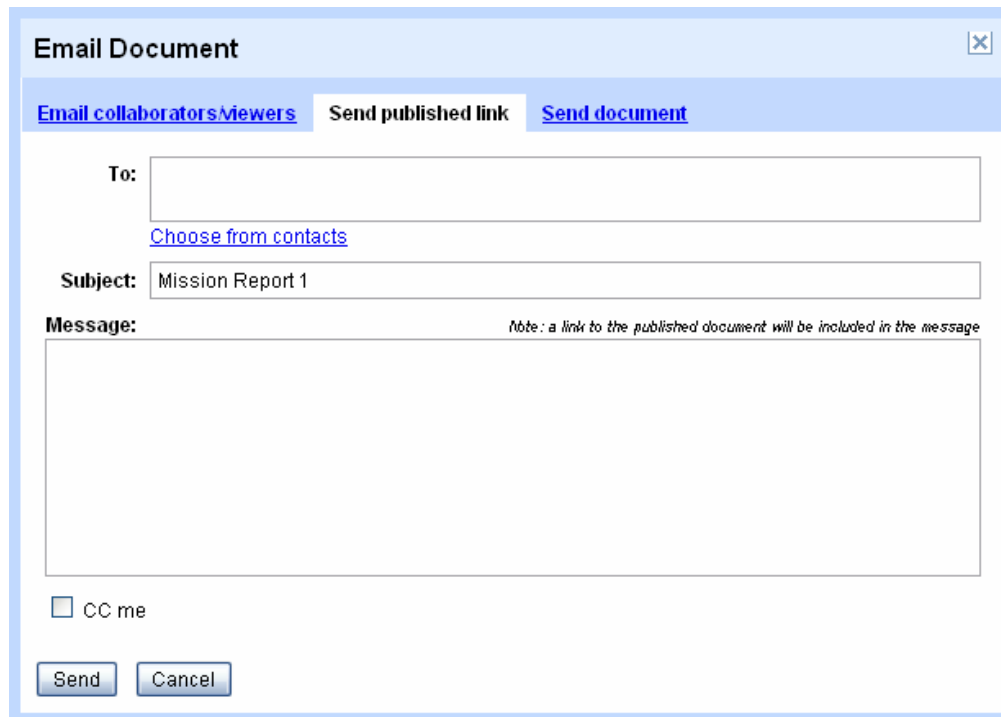 Email Document
Email collaborators/viewers Send published link Send document
To:
Choose from contacts
Subject: Mission Report 1
Message: Note: a link to the published document will be included in the message
CC me
Send Cancel